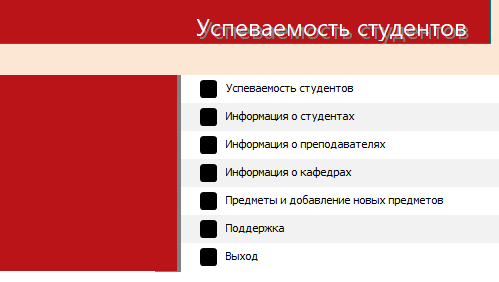 Успеваемость студентов
Успеваемость студентов
Информация о студентах
Информация о преподавателях
Информация о кафедрах
Предметы и добавление новых предметов
Поддержка
Выход